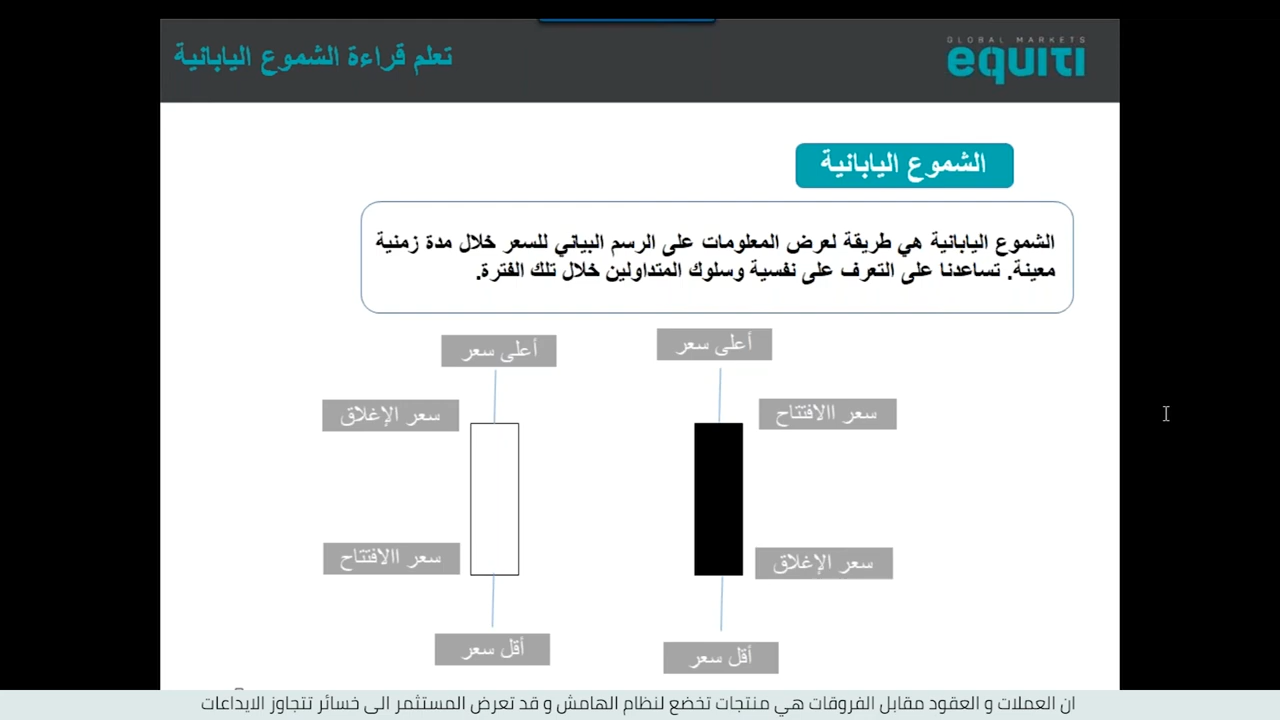 تعلم قراءة الشموع اليابانية
GLOBAL MARKETS
equiti
الشموع اليابانية
الشموع اليابانية هي طريقة لعرض المعلومات على الرسم البياني للسعر خلال مدة زمنية
معينة. تساعدنا على التعرف على نفسية وسلوك المتداولين خلال تلك الفترة.
أعلى سعر
أعلى سعر
سعر االافتتاح
سعر الإغلاق
سعر الإغلاق
سعر االافتتاح
أقل سعر
أقل سعر
ان العملات و العقود مقابل الفروقات هي منتجات تخضع لنظام الهامش و قد تعرض المستثمر الى خسائر تتجاوز الايداعات